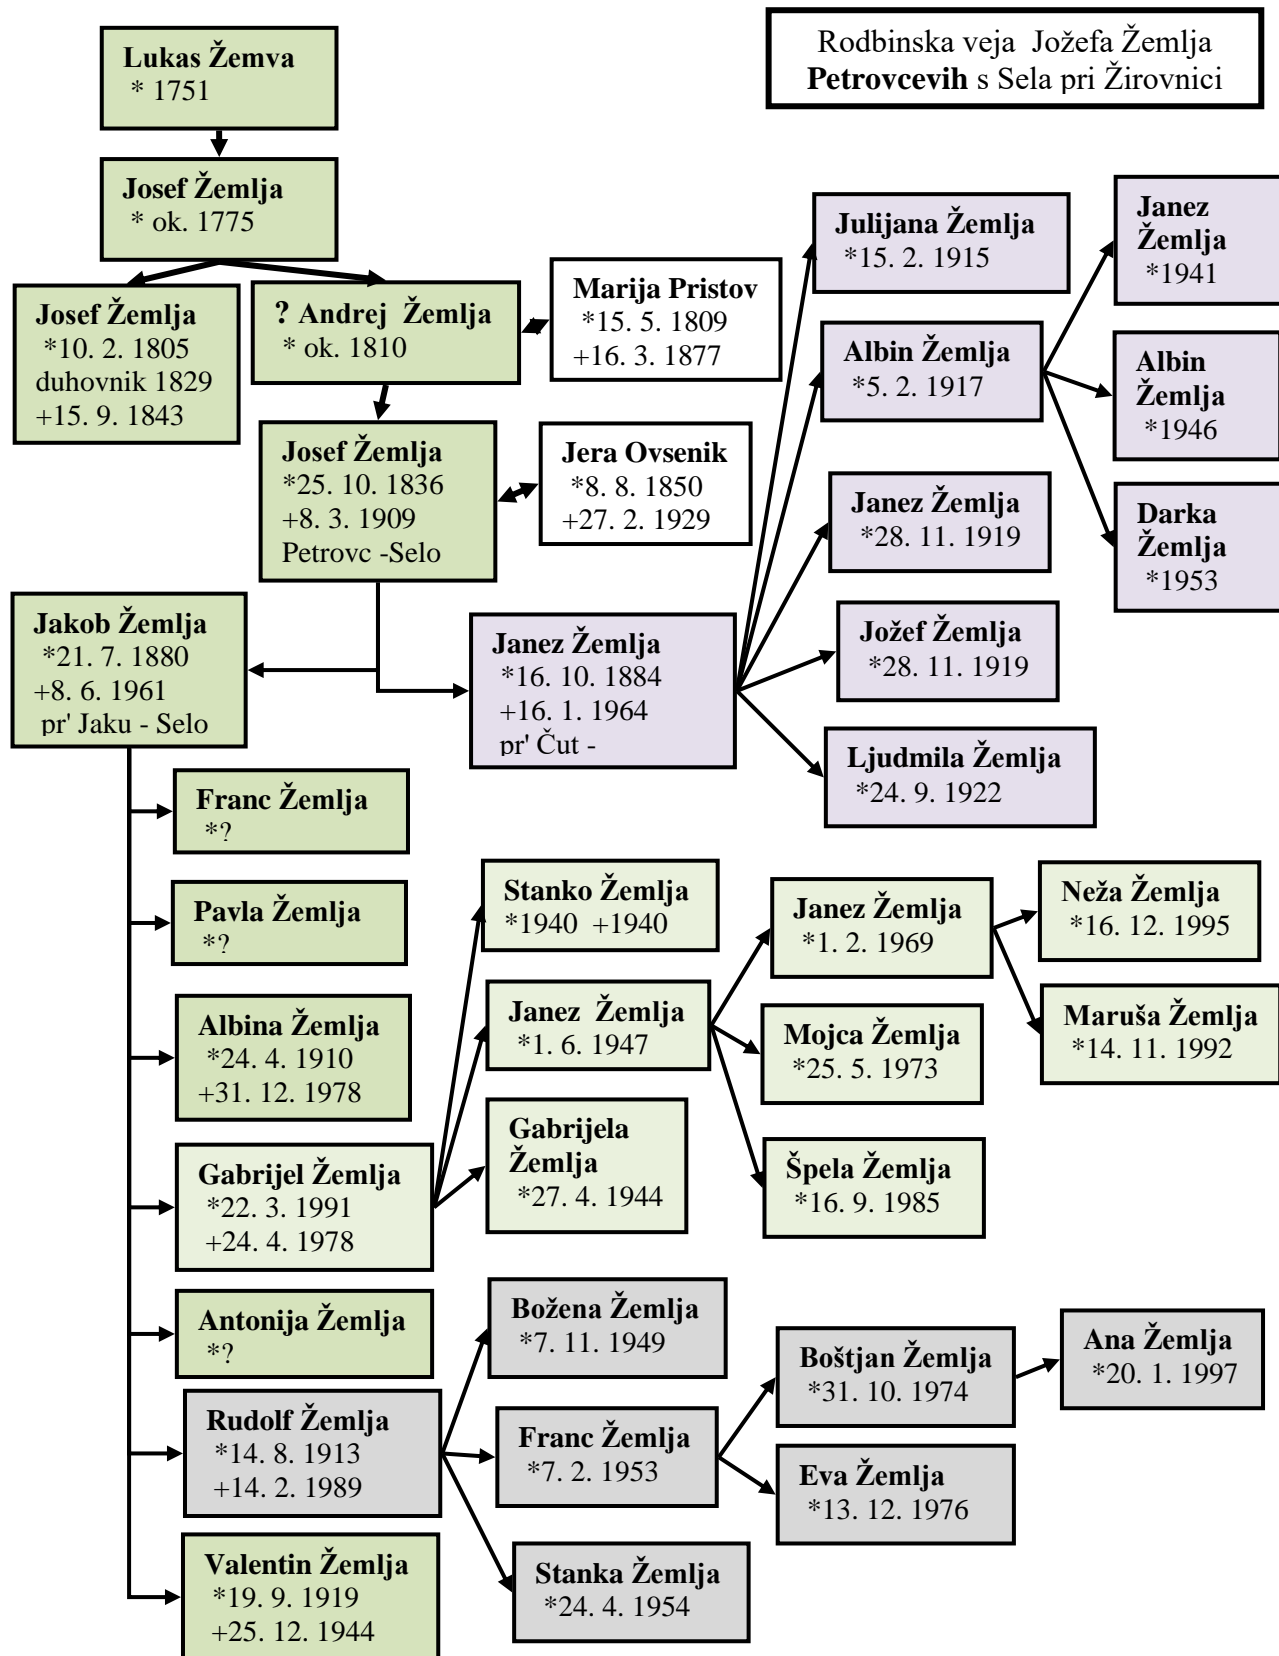 Rodbinska veja Jožefa Žemlja
Petrovcevih s Sela pri Žirovnici
Lukas Žemva
* 1751
Josef Žemlja
* ok. 1775
Josef Žemlja
*10. 2. 1805
duhovnik 1829
+15. 9. 1843
? Andrej Žemlja
* ok. 1810
Marija Pristov
*15. 5. 1809
+16. 3. 1877
Josef Žemlja
*25. 10. 1836
+8. 3. 1909
Petrovc -Selo
Jera Ovsenik
*8. 8. 1850
+27. 2. 1929
Jakob Žemlja
*21. 7. 1880
+8. 6. 1961
pr' Jaku - Selo
Janez Žemlja
*16. 10. 1884
+16. 1. 1964
pr' Čut -
Julijana Žemlja
*15. 2. 1915
Albin Žemlja
*5. 2. 1917
Janez Žemlja
*28. 11. 1919
Jožef Žemlja
*28. 11. 1919
Ljudmila Žemlja
*24. 9. 1922
Janez
Žemlja
*1941
Albin
Žemlja
*1946
Darka
Žemlja
*1953
Franc Žemlja
*?
Pavla Žemlja
*?
Albina Žemlja
*24. 4. 1910
+31. 12. 1978
Gabrijel Žemlja
*22. 3. 1991
+24. 4. 1978
Antonija Žemlja
*?
Rudolf Žemlja
*14. 8. 1913
+14. 2. 1989
Valentin Žemlja
*19. 9. 1919
+25. 12. 1944
Stanko Žemlja
*1940 +1940
Janez Žemlja
*1. 6. 1947
Gabrijela
Žemlja
*27. 4. 1944
Janez Žemlja
*1. 2. 1969
Mojca Žemlja
*25. 5. 1973
Špela Žemlja
*16. 9. 1985
Neža Žemlja
*16. 12. 1995
Maruša Žemlja
*14. 11. 1992
Božena Žemlja
*7. 11. 1949
Franc Žemlja
*7. 2. 1953
Stanka Žemlja
*24. 4. 1954
Boštjan Žemlja
*31. 10. 1974
Eva Žemlja
*13. 12. 1976
Ana Žemlja
*20. 1. 1997